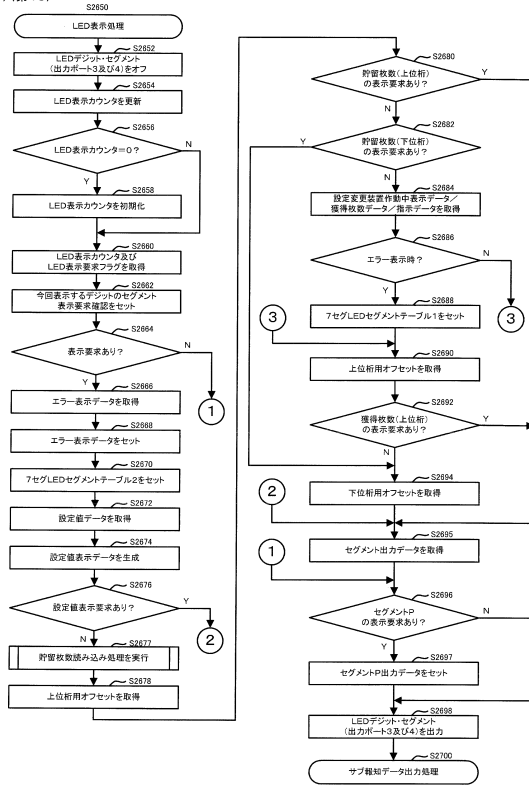 S2650
LED表示処理
S2652
LEDデジット・セグメント
(出力ポート3及び4)をオフ
S2654
LED表示カウンタを更新
S2656
LED表示カウンタ=0?
N
Y
S2658
LED表示カウンタを初期化
S2660
LED表示カウンタ及び
LED表示要求フラグを取得
S2662
今回表示するデジットのセグメント
表示要求確認をセット
S2664
表示要求あり?
N
Y
1
S2666
エラー表示データを取得
S2668
エラー表示データをセット
S2670
7セグLEDセグメントテーブル2をセット
S2672
設定値データを取得
S2674
設定値表示データを生成
S2676
設定値表示要求あり?
Y
N
2
S2677
貯留枚数読み込み処理を実行
S2678
上位桁用オフセットを取得
S2680
貯留枚数(上位桁)
の表示要求あり?
Y
N
S2682
Y
貯留枚数(下位桁)
の表示要求あり?
N
S2684
設定変更装置作動中表示データ/
獲得枚数データ/指示データを取得
S2686
エラー表示時?
N
Y
3
S2688
3
7セグLEDセグメントテーブル1をセット
S2690
上位桁用オフセットを取得
S2692
獲得枚数(上位桁)
の表示要求あり?
Y
N
S2694
下位桁用オフセットを取得
2
S2695
セグメント出力データを取得
1
S2696
セグメントP
の表示要求あり?
N
Y
S2697
セグメントP出力データをセット
S2698
LEDデジット・セグメント
(出力ポート3及び4)を出力
S2700
サブ報知データ出力処理